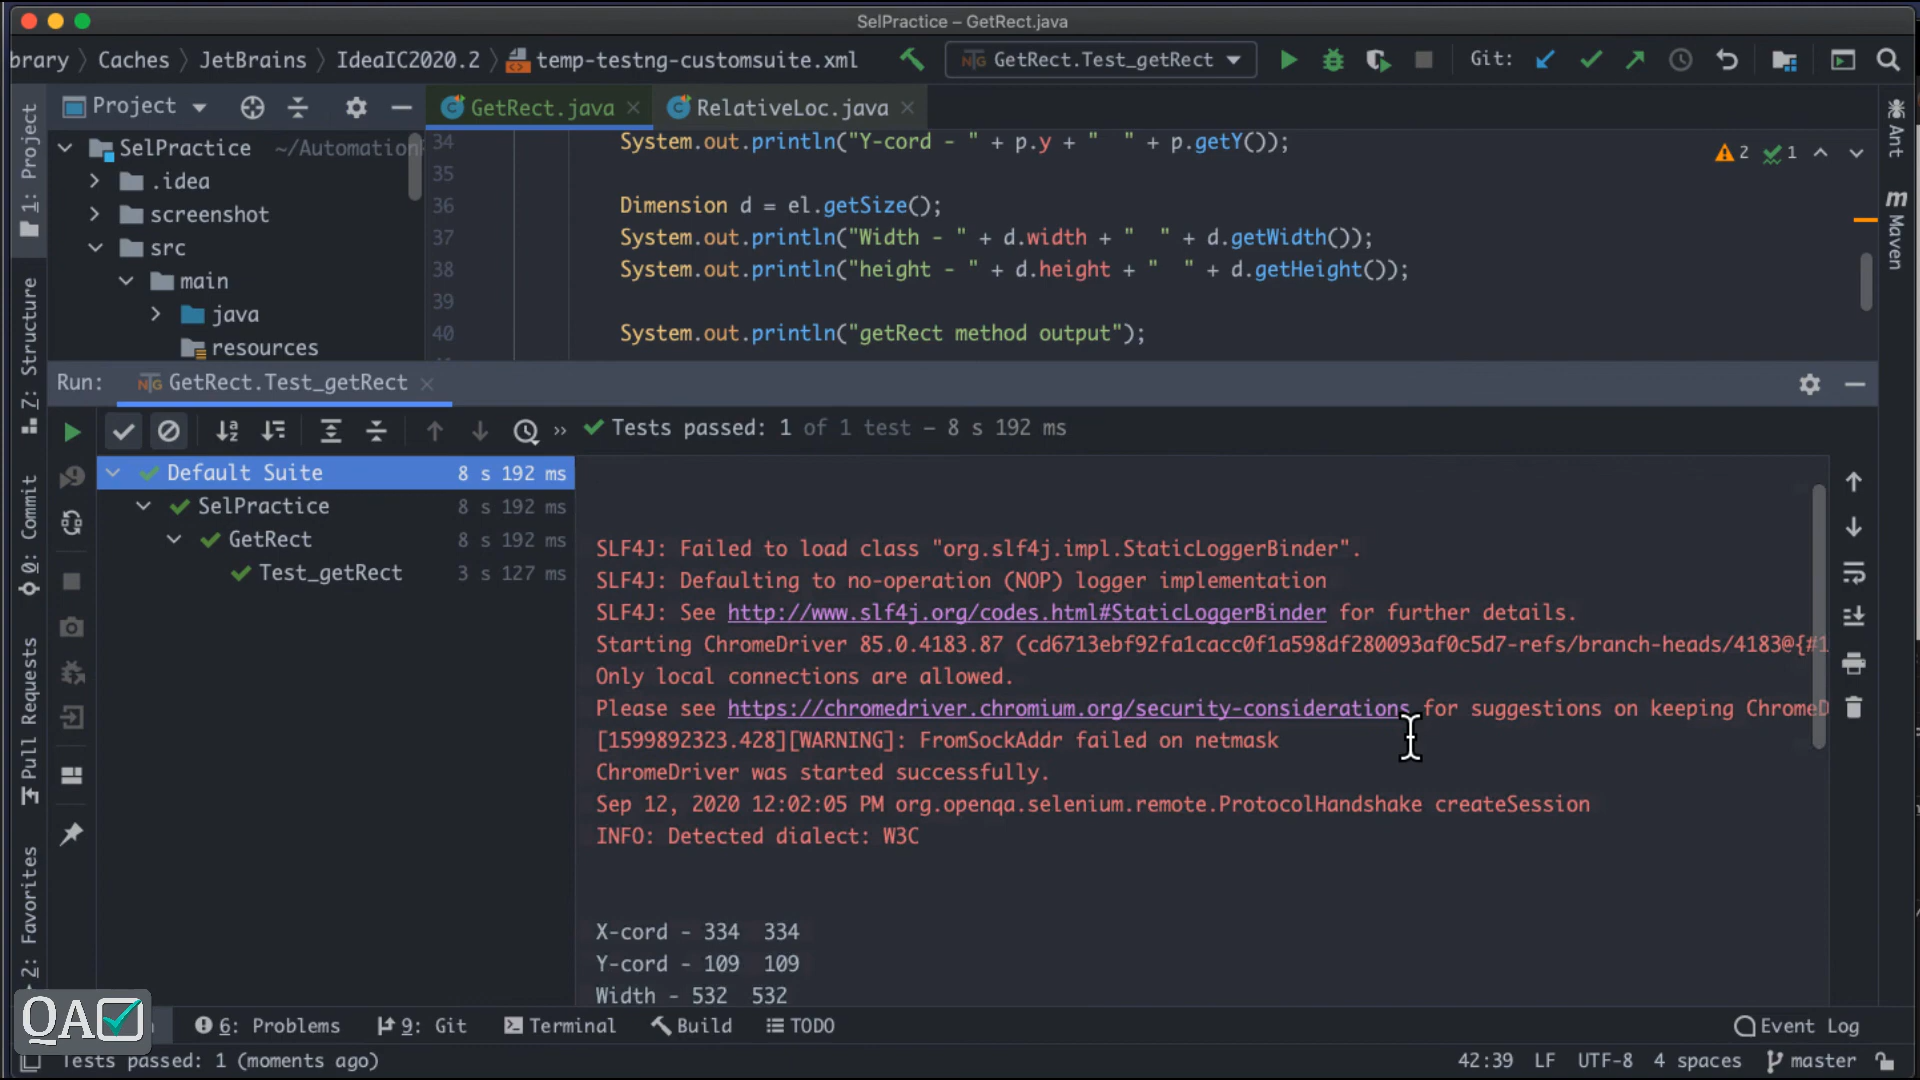 SelPractice – GetRect.java
brary
Caches
JetBrains
IdeaIC2020.2
temp-testng-customsuite.xml
GetRect.Test_getRect
Git:
Project
GetRect.java
RelativeLoc.java
1: Project
SelPractice ~/Automation
.idea
screenshot
src
main
java
resources
34 System.out.println("Y-cord - " + p.y + "  " + p.getY());
35
36 Dimension d = el.getSize();
37 System.out.println("Width - " + d.width + "  " + d.getWidth());
38 System.out.println("height - " + d.height + "  " + d.getHeight());
39
40 System.out.println("getRect method output");
2
1
Ant
m Maven
Z: Structure
0: Commit
Pull Requests
2: Favorites
Run:
GetRect.Test_getRect
Tests passed: 1 of 1 test – 8 s 192 ms
Default Suite 8 s 192 ms
SelPractice 8 s 192 ms
GetRect 8 s 192 ms
Test_getRect 3 s 127 ms
SLF4J: Failed to load class "org.slf4j.impl.StaticLoggerBinder".
SLF4J: Defaulting to no-operation (NOP) logger implementation
SLF4J: See http://www.slf4j.org/codes.html#StaticLoggerBinder for further details.
Starting ChromeDriver 85.0.4183.87 (cd6713ebf92fa1cacc0f1a598df280093af0c5d7-refs/branch-heads/4183@{#1
Only local connections are allowed.
Please see https://chromedriver.chromium.org/security-considerations for suggestions on keeping ChromeD
[1599892323.428][WARNING]: FromSockAddr failed on netmask
ChromeDriver was started successfully.
Sep 12, 2020 12:02:05 PM org.openqa.selenium.remote.ProtocolHandshake createSession
INFO: Detected dialect: W3C
X-cord - 334  334
Y-cord - 109  109
Width - 532  532
QA
6: Problems
9: Git
Terminal
Build
TODO
Event Log
Tests passed: 1 (moments ago)
42:39 LF UTF-8 4 spaces master